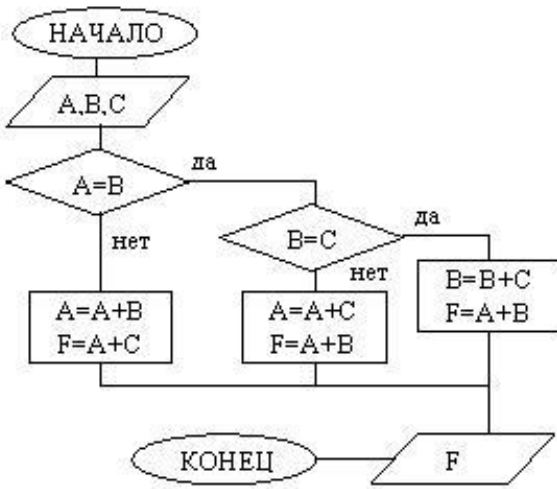 НАЧАЛО
A,B,C
A=B
да
нет
B=C
да
нет
A=A+B
F=A+C
A=A+C
F=A+B
B=B+C
F=A+B
КОНЕЦ
F